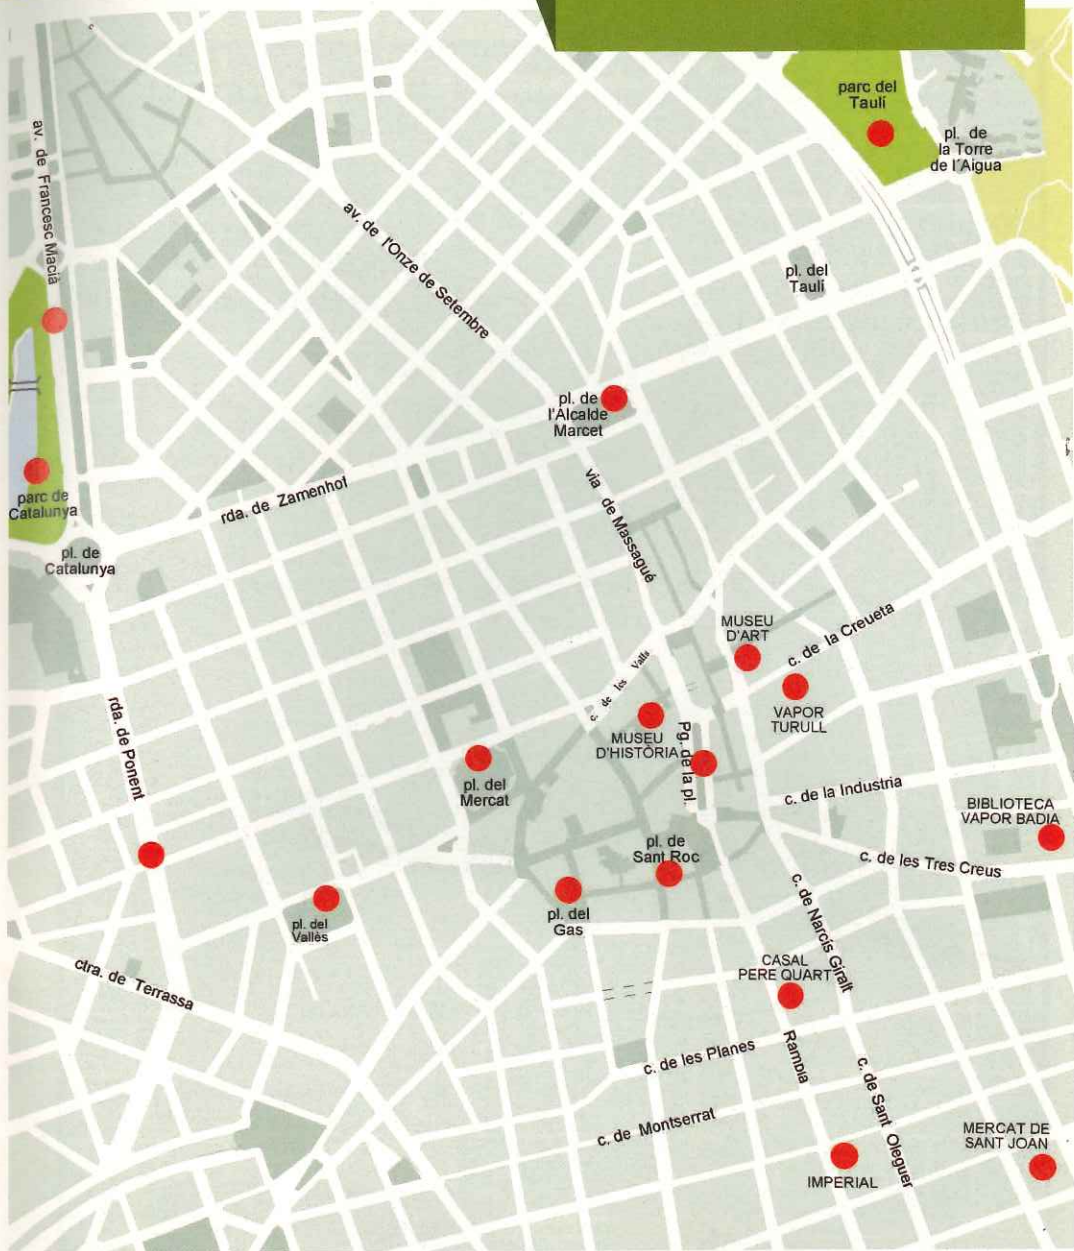 parc del
Taulí
pl. de
la Torre
de l'Aigua
av. de Francesc Macià
av. de l'Onze de Setembre
pl. del
Taulí
pl. de
l'Alcalde
Marcet
rda. de Zamenhof
via de Massagué
parc de
Catalunya
pl. de
Catalunya
MUSEU
D'ART
c. de la Creueta
c. de les Valls
VAPOR
TURULL
rda. de Ponent
MUSEU
D'HISTÒRIA
Pg. de la pl.
pl. del
Mercat
c. de la Industria
BIBLIOTECA
VAPOR BADIA
pl. de
Sant Roc
c. de les Tres Creus
pl. del
Vallès
pl. del
Gas
c. de Narcís Giralt
ctra. de Terrassa
CASAL
PERE QUART
Rambla
c. de les Planes
c. de Sant Oleguer
c. de Montserrat
MERCAT DE
SANT JOAN
IMPERIAL